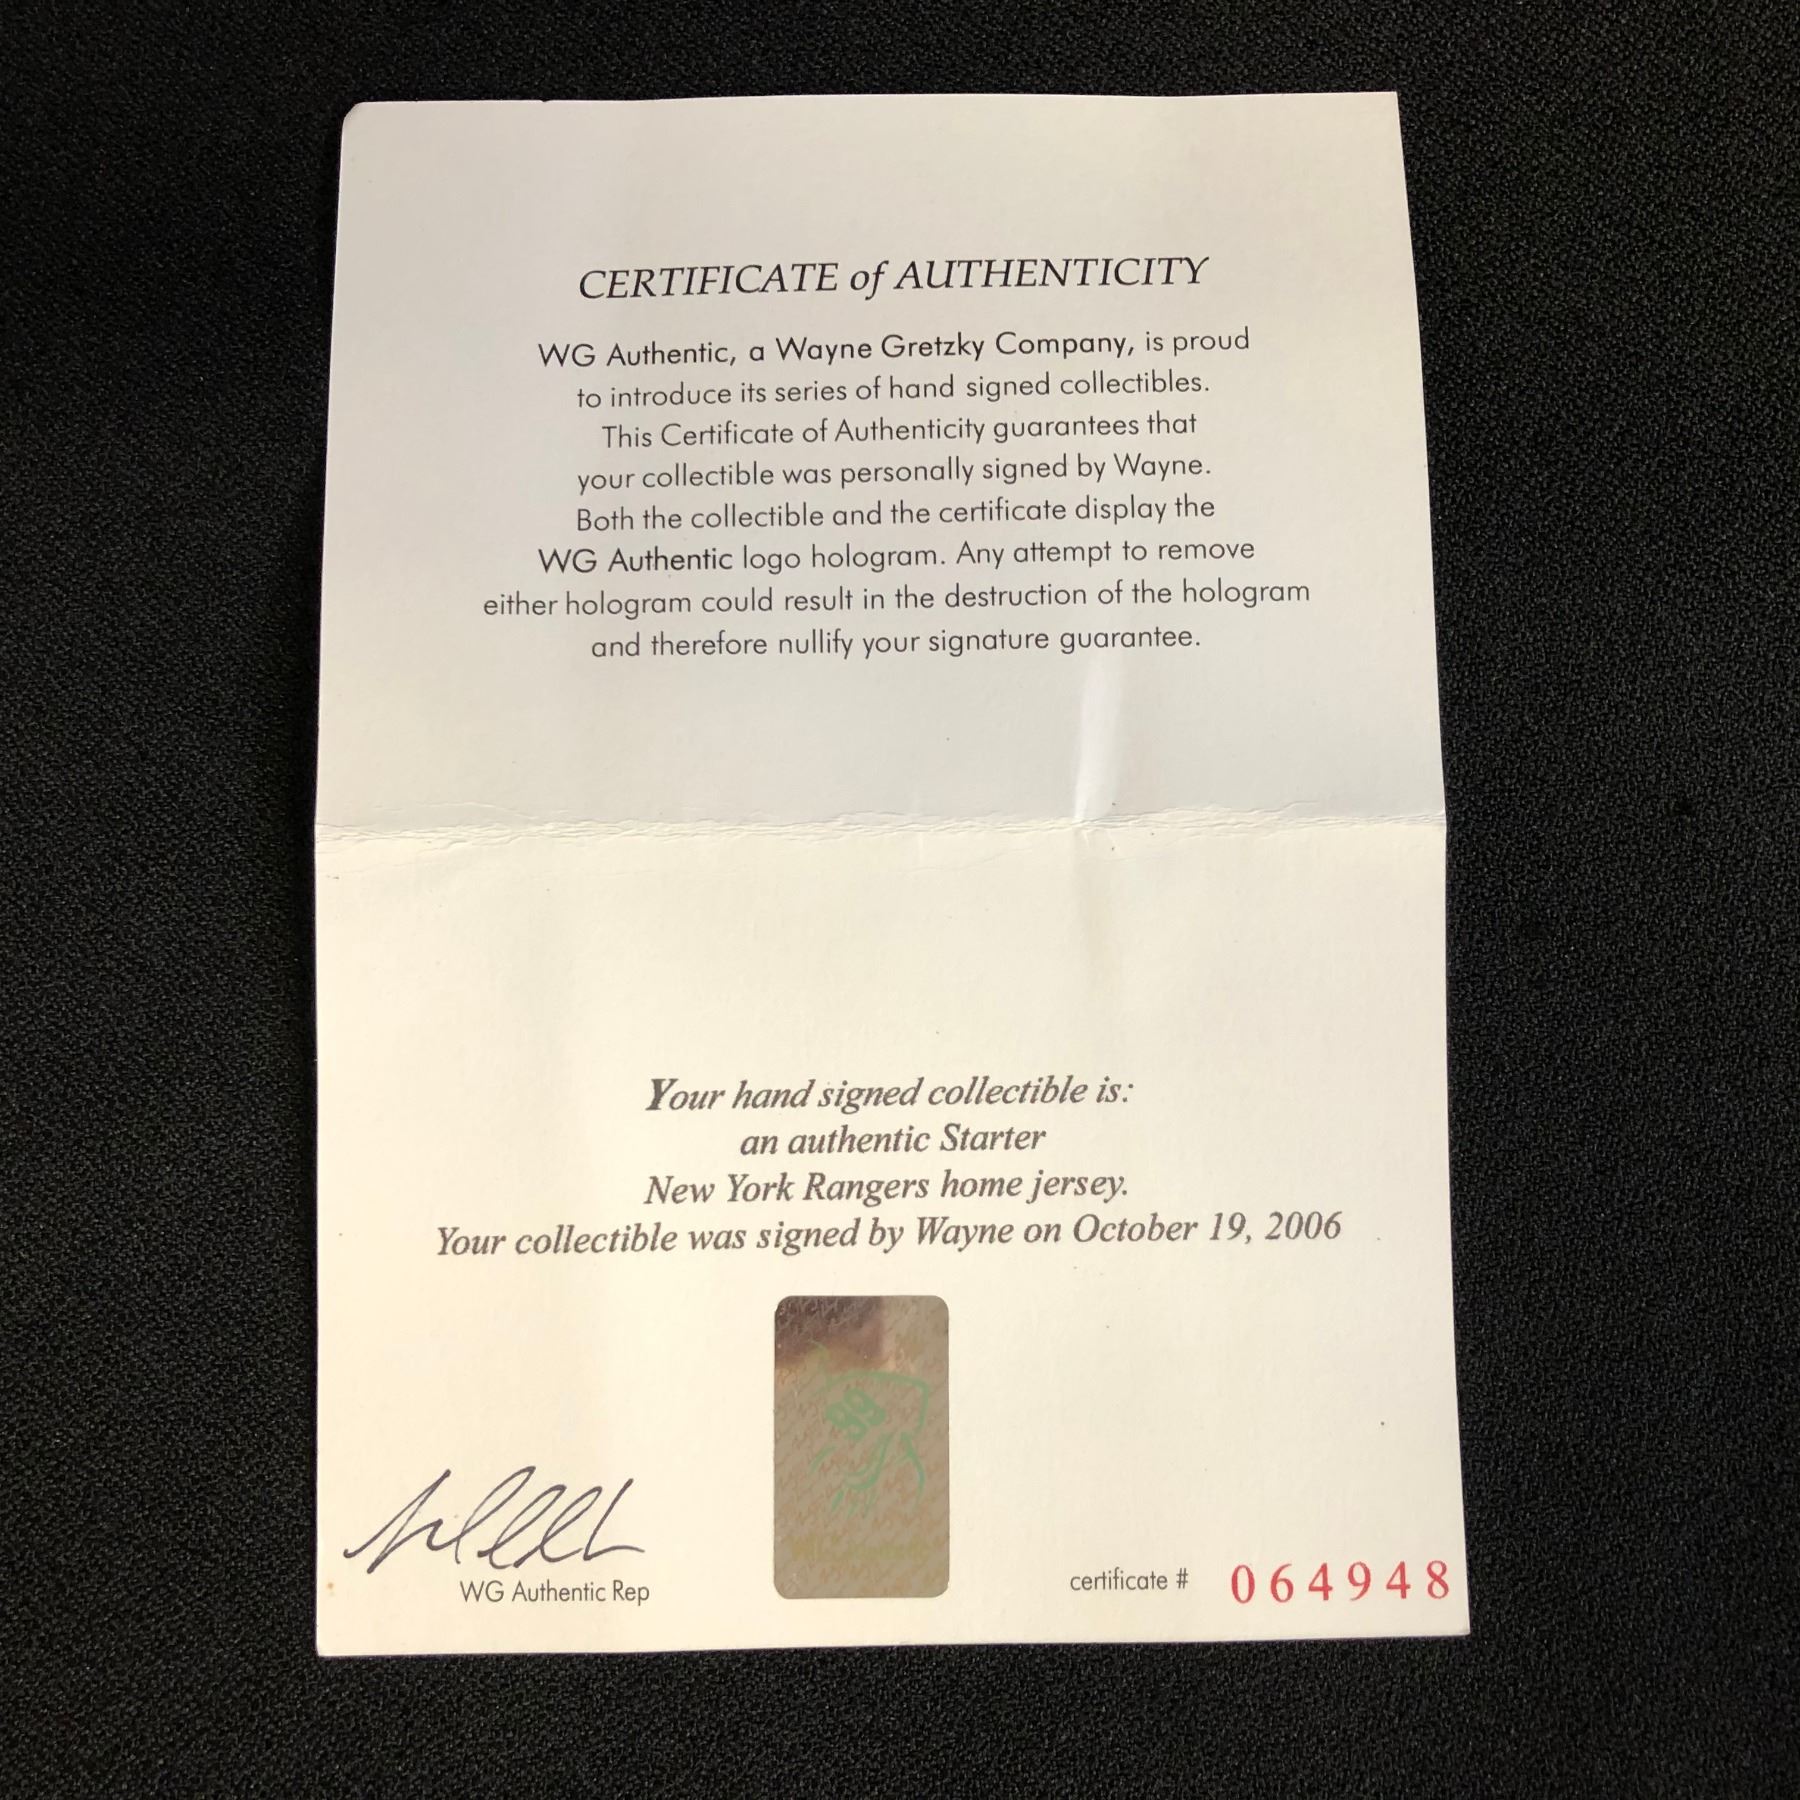 CERTIFICATE of AUTHENTICITY
WG Authentic, a Wayne Gretzky Company, is proud
to introduce its series of hand signed collectibles.
This Certificate of Authenticity guarantees that
your collectible was personally signed by Wayne.
Both the collectible and the certificate display the
WG Authentic logo hologram. Any attempt to remove
either hologram could result in the destruction of the hologram
and therefore nullify your signature guarantee.
Your hand signed collectible is:
an authentic Starter
New York Rangers home jersey.
Your collectible was signed by Wayne on October 19, 2006
99
WG Authentic Rep
certificate # 064948